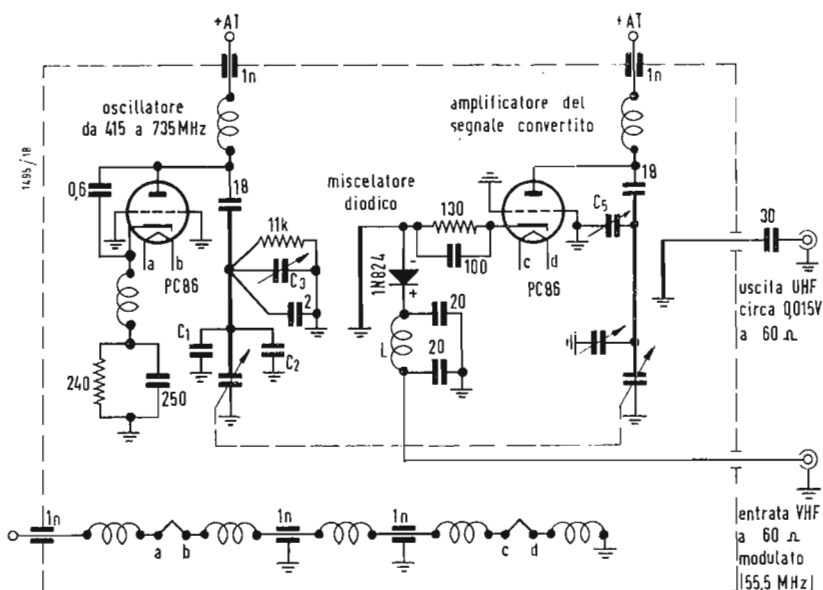 +AT
+AT
1n
1n
oscillatore
da 415 a 735MHz
amplificatore del
segnale convertito
1495/18
0,6
18
18
miscelatore
diodico
11k
130
C5
30
a b
PC86
C3
100
c d
PC86
1N824
-
+
uscita UHF
circa 0,015V
a 60 Ω
2
20
C1
C2
L
20
240
250
1n
1n
1n
a b
c d
entrata VHF
a 60 Ω
modulato
|55,5 MHz|